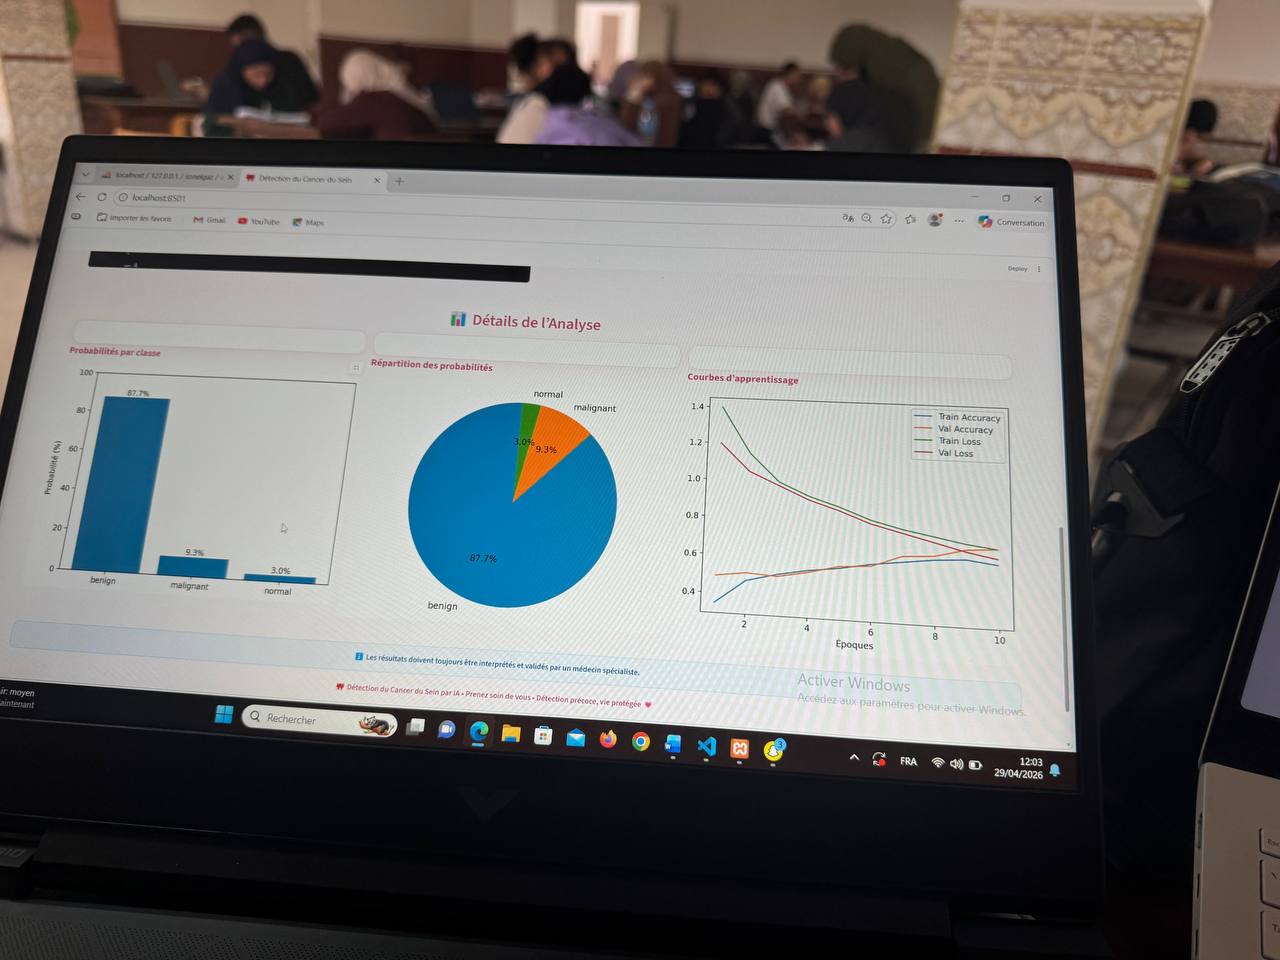 localhost / 127.0.0.1 / sonelgaz /
Détection du Cancer du Sein
localhost:8501
Importer les favoris
Gmail
YouTube
Maps
Conversation
Deploy
Détails de l'Analyse
Probabilités par classe
Probabilité (%)
100
80
60
40
20
0
87.7%
9.3%
3.0%
benign
malignant
normal
Répartition des probabilités
normal
malignant
3.0%
9.3%
87.7%
benign
Courbes d'apprentissage
1.4
1.2
1.0
0.8
0.6
0.4
Train Accuracy
Val Accuracy
Train Loss
Val Loss
2
4
6
8
10
Époques
Les résultats doivent toujours être interprétés et validés par un médecin spécialiste.
Détection du Cancer du Sein par IA • Prenez soin de vous • Détection précoce, vie protégée
Activer Windows
Accédez aux paramètres pour activer Windows.
air: moyen
aintenant
Rechercher
3
FRA
12:03
29/04/2026